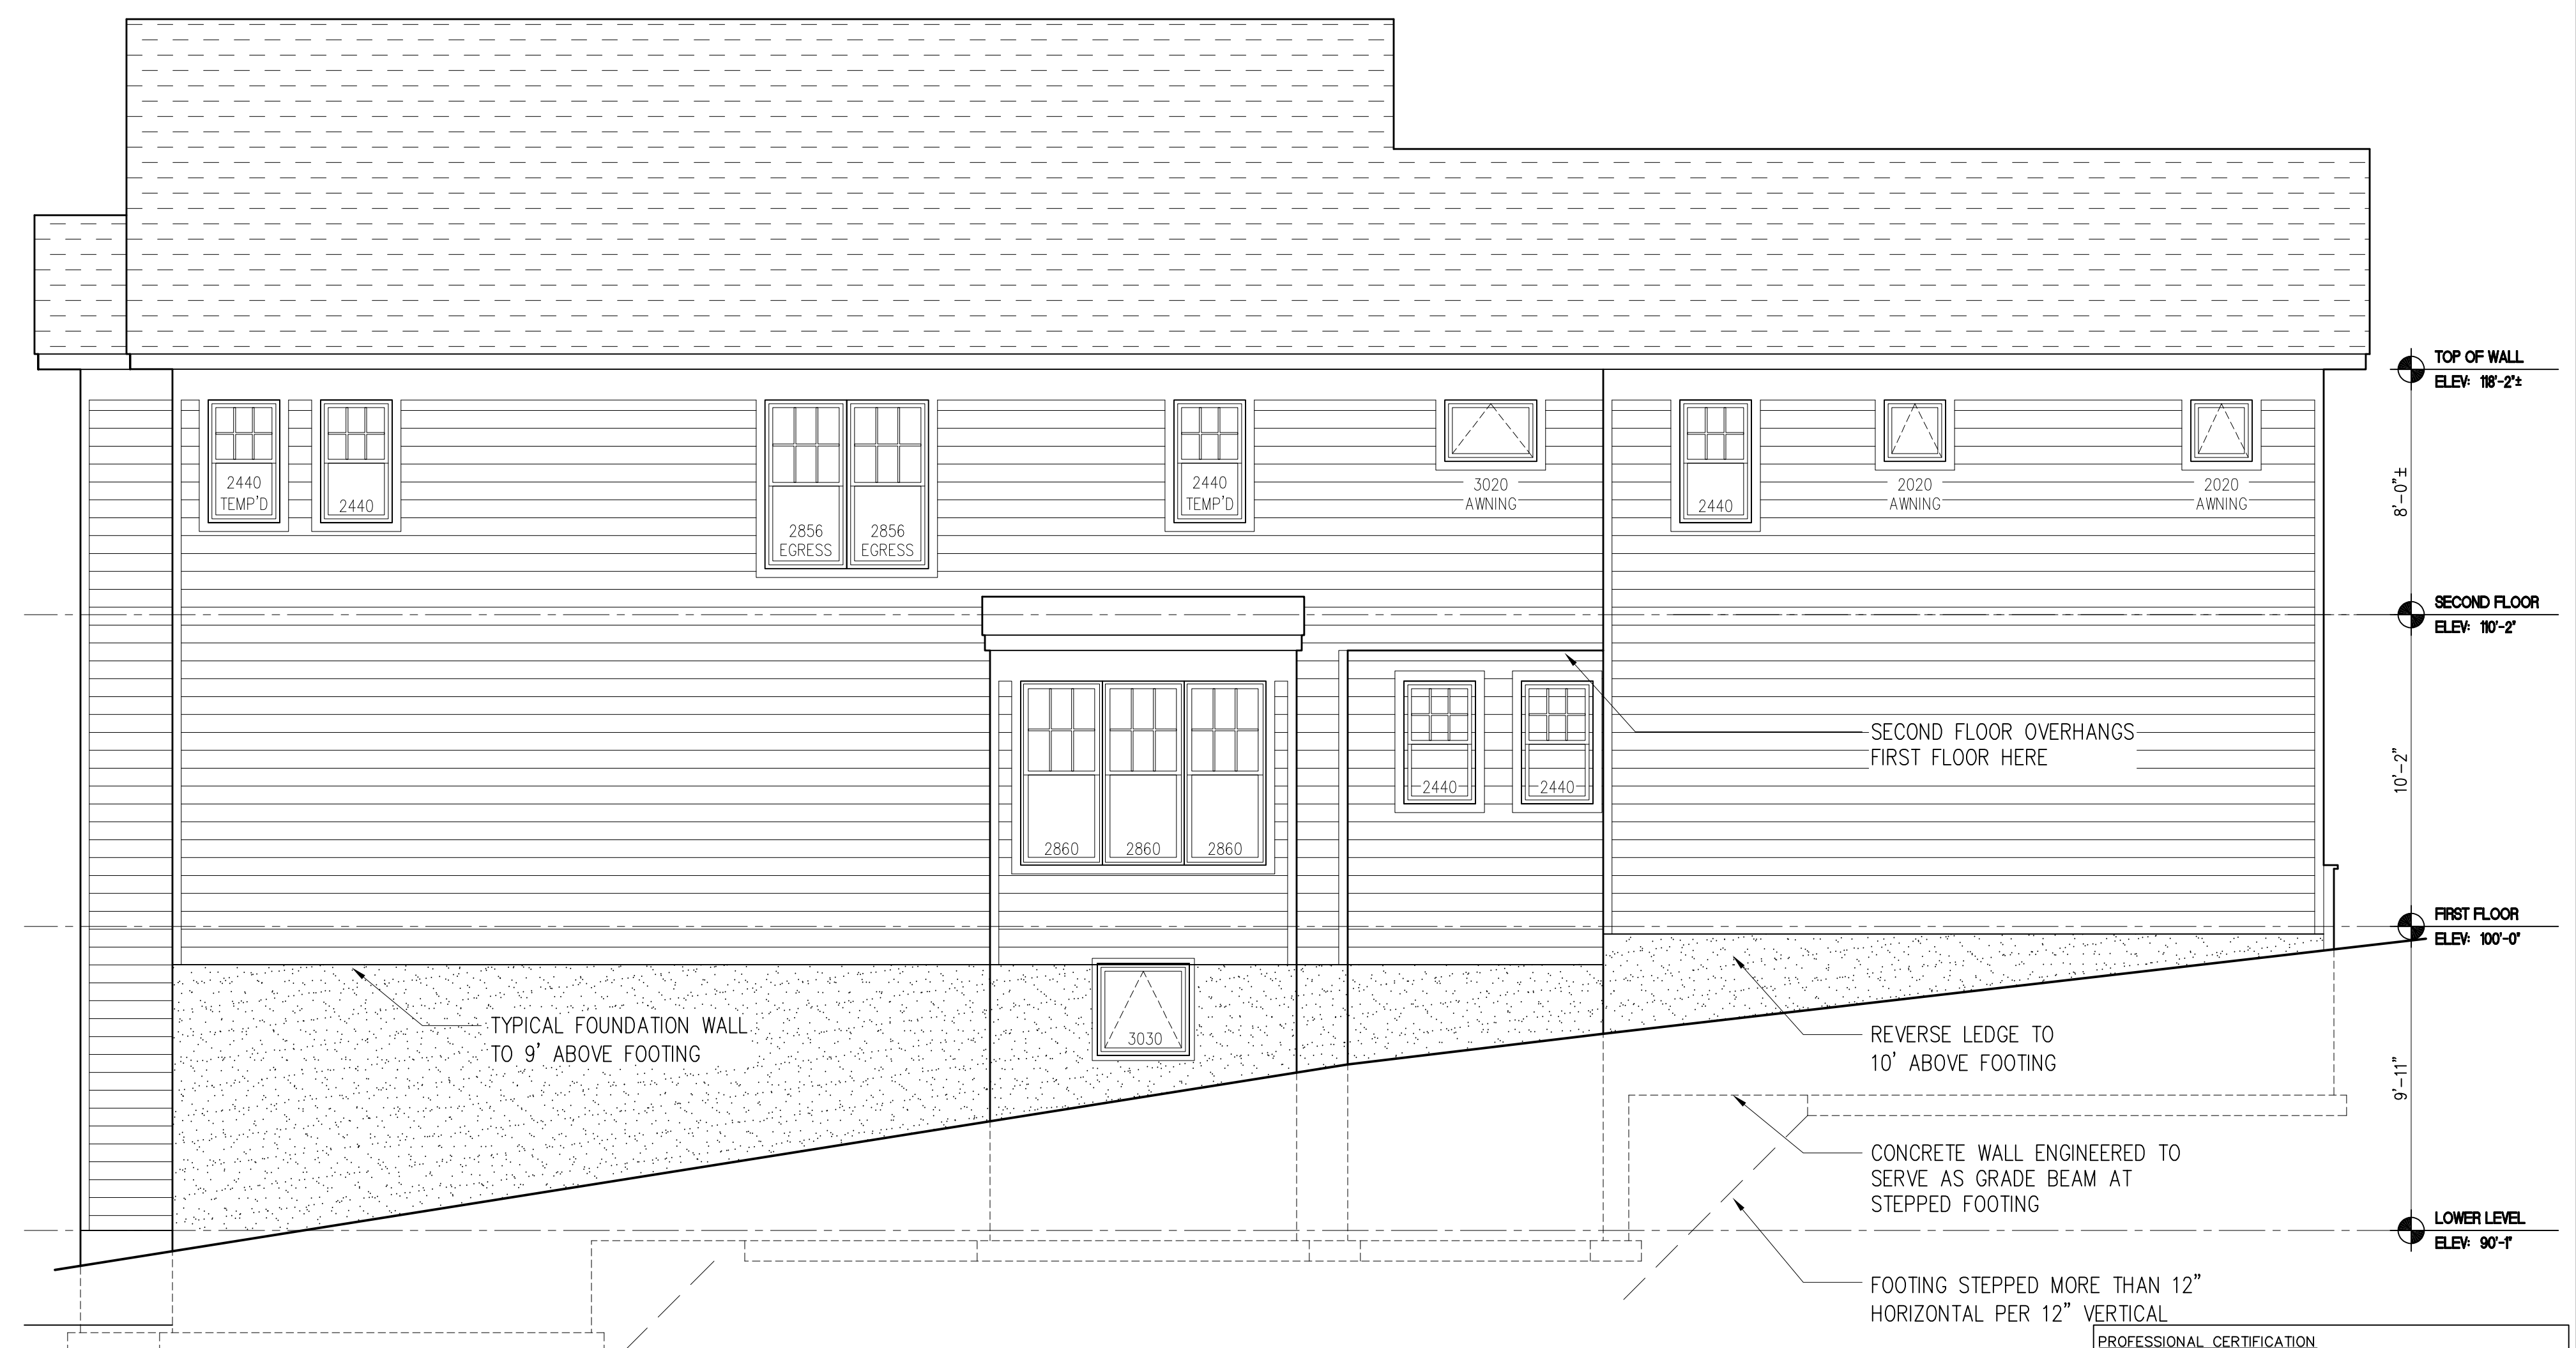 TOP OF WALL
ELEV: 118'-2"±
2440
TEMP'D
2440
2856
EGRESS
2856
EGRESS
2440
TEMP'D
3020
AWNING
2440
2020
AWNING
2020
AWNING
8'-0"±
SECOND FLOOR
ELEV: 110'-2"
SECOND FLOOR OVERHANGS
FIRST FLOOR HERE
2440
2440
10'-2"
2860
2860
2860
FIRST FLOOR
ELEV: 100'-0"
TYPICAL FOUNDATION WALL
TO 9' ABOVE FOOTING
3030
REVERSE LEDGE TO
10' ABOVE FOOTING
9'-11"
CONCRETE WALL ENGINEERED TO
SERVE AS GRADE BEAM AT
STEPPED FOOTING
LOWER LEVEL
ELEV: 90'-1"
FOOTING STEPPED MORE THAN 12"
HORIZONTAL PER 12" VERTICAL
PROFESSIONAL CERTIFICATION